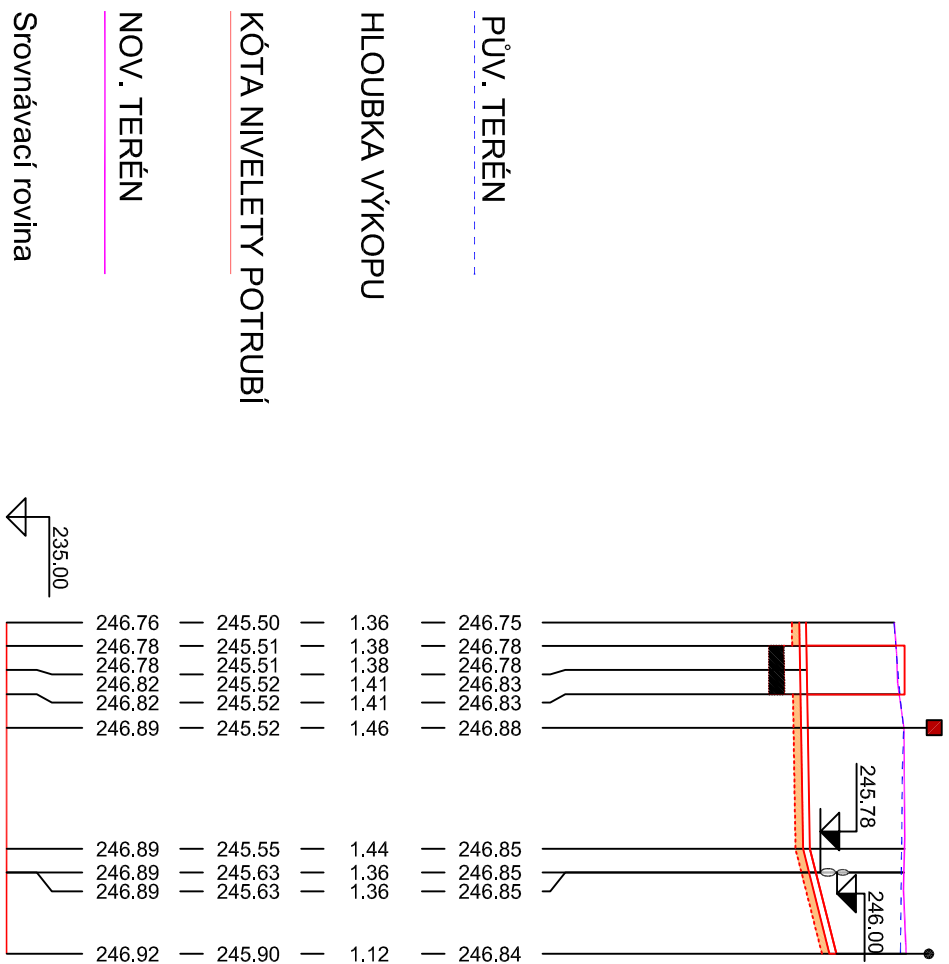 PŮV. TERÉN
HLOUBKA VÝKOPU
KÓTA NIVELETY POTRUBÍ
NOV. TERÉN
Srovnávací rovina
235.00
246.76 245.50 1.36 246.75
246.78 245.51 1.38 246.78
246.78 245.51 1.38 246.78
246.82 245.52 1.41 246.83
246.82 245.52 1.41 246.83
246.89 245.52 1.46 246.88
246.89 245.55 1.44 246.85
246.89 245.63 1.36 246.85
246.89 245.63 1.36 246.85
246.92 245.90 1.12 246.84
245.78
246.00